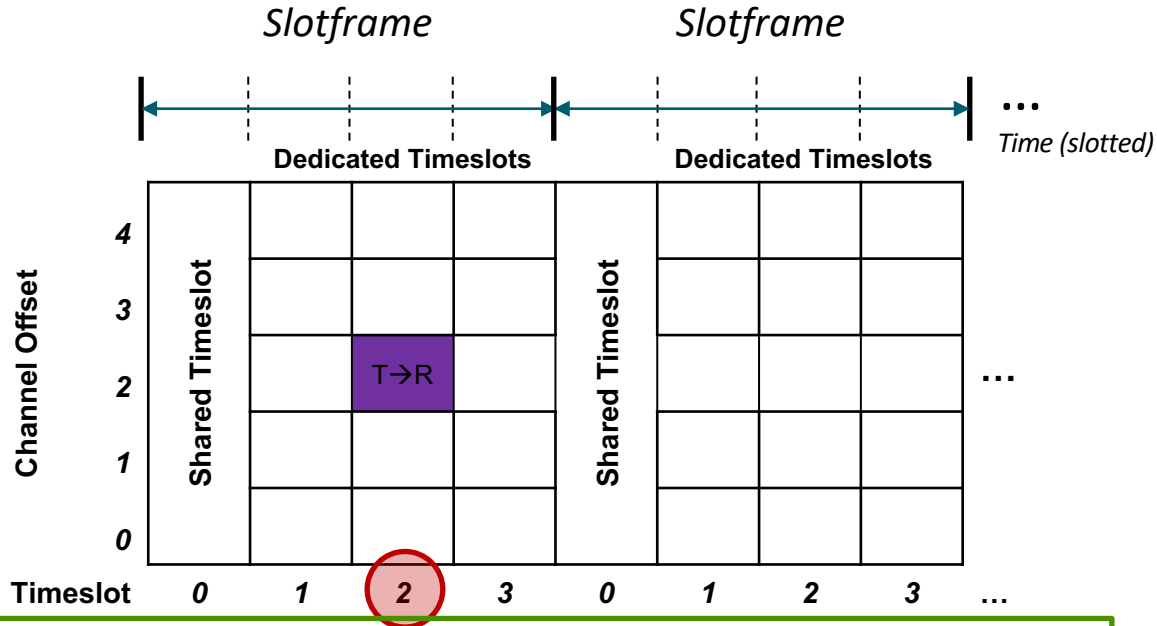 Slotframe Slotframe
...
Time (slotted)
Dedicated Timeslots Dedicated Timeslots
Channel Offset
4
3
2
1
0
Shared Timeslot
T→R
Shared Timeslot
...
Timeslot 0 1 2 3 0 1 2 3 ...